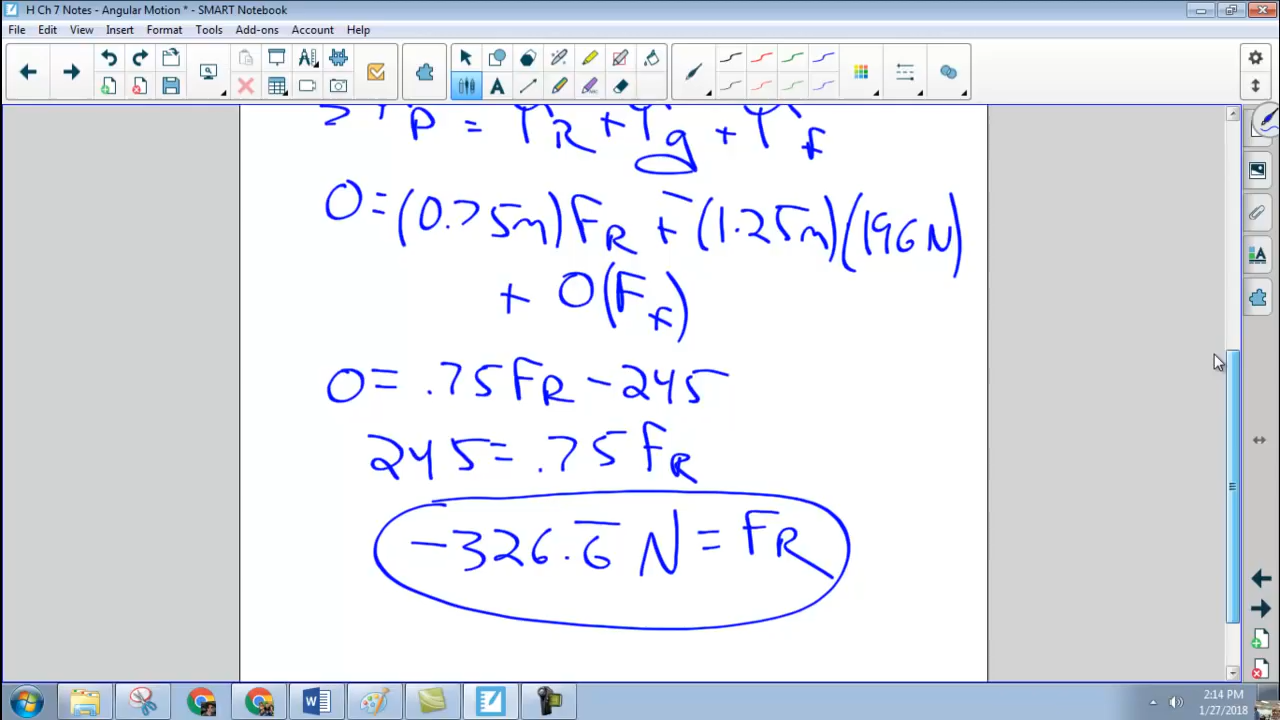 H Ch 7 Notes - Angular Motion * - SMART Notebook
File Edit View Insert Format Tools Add-ons Account Help
P = τR + τg + τf
0=(0.75m)FR + -(1.25m)(196N)
+ 0(Ff)
0= .75FR - 245
245= .75FR
-326.6̅ N = FR
2:14 PM
1/27/2018